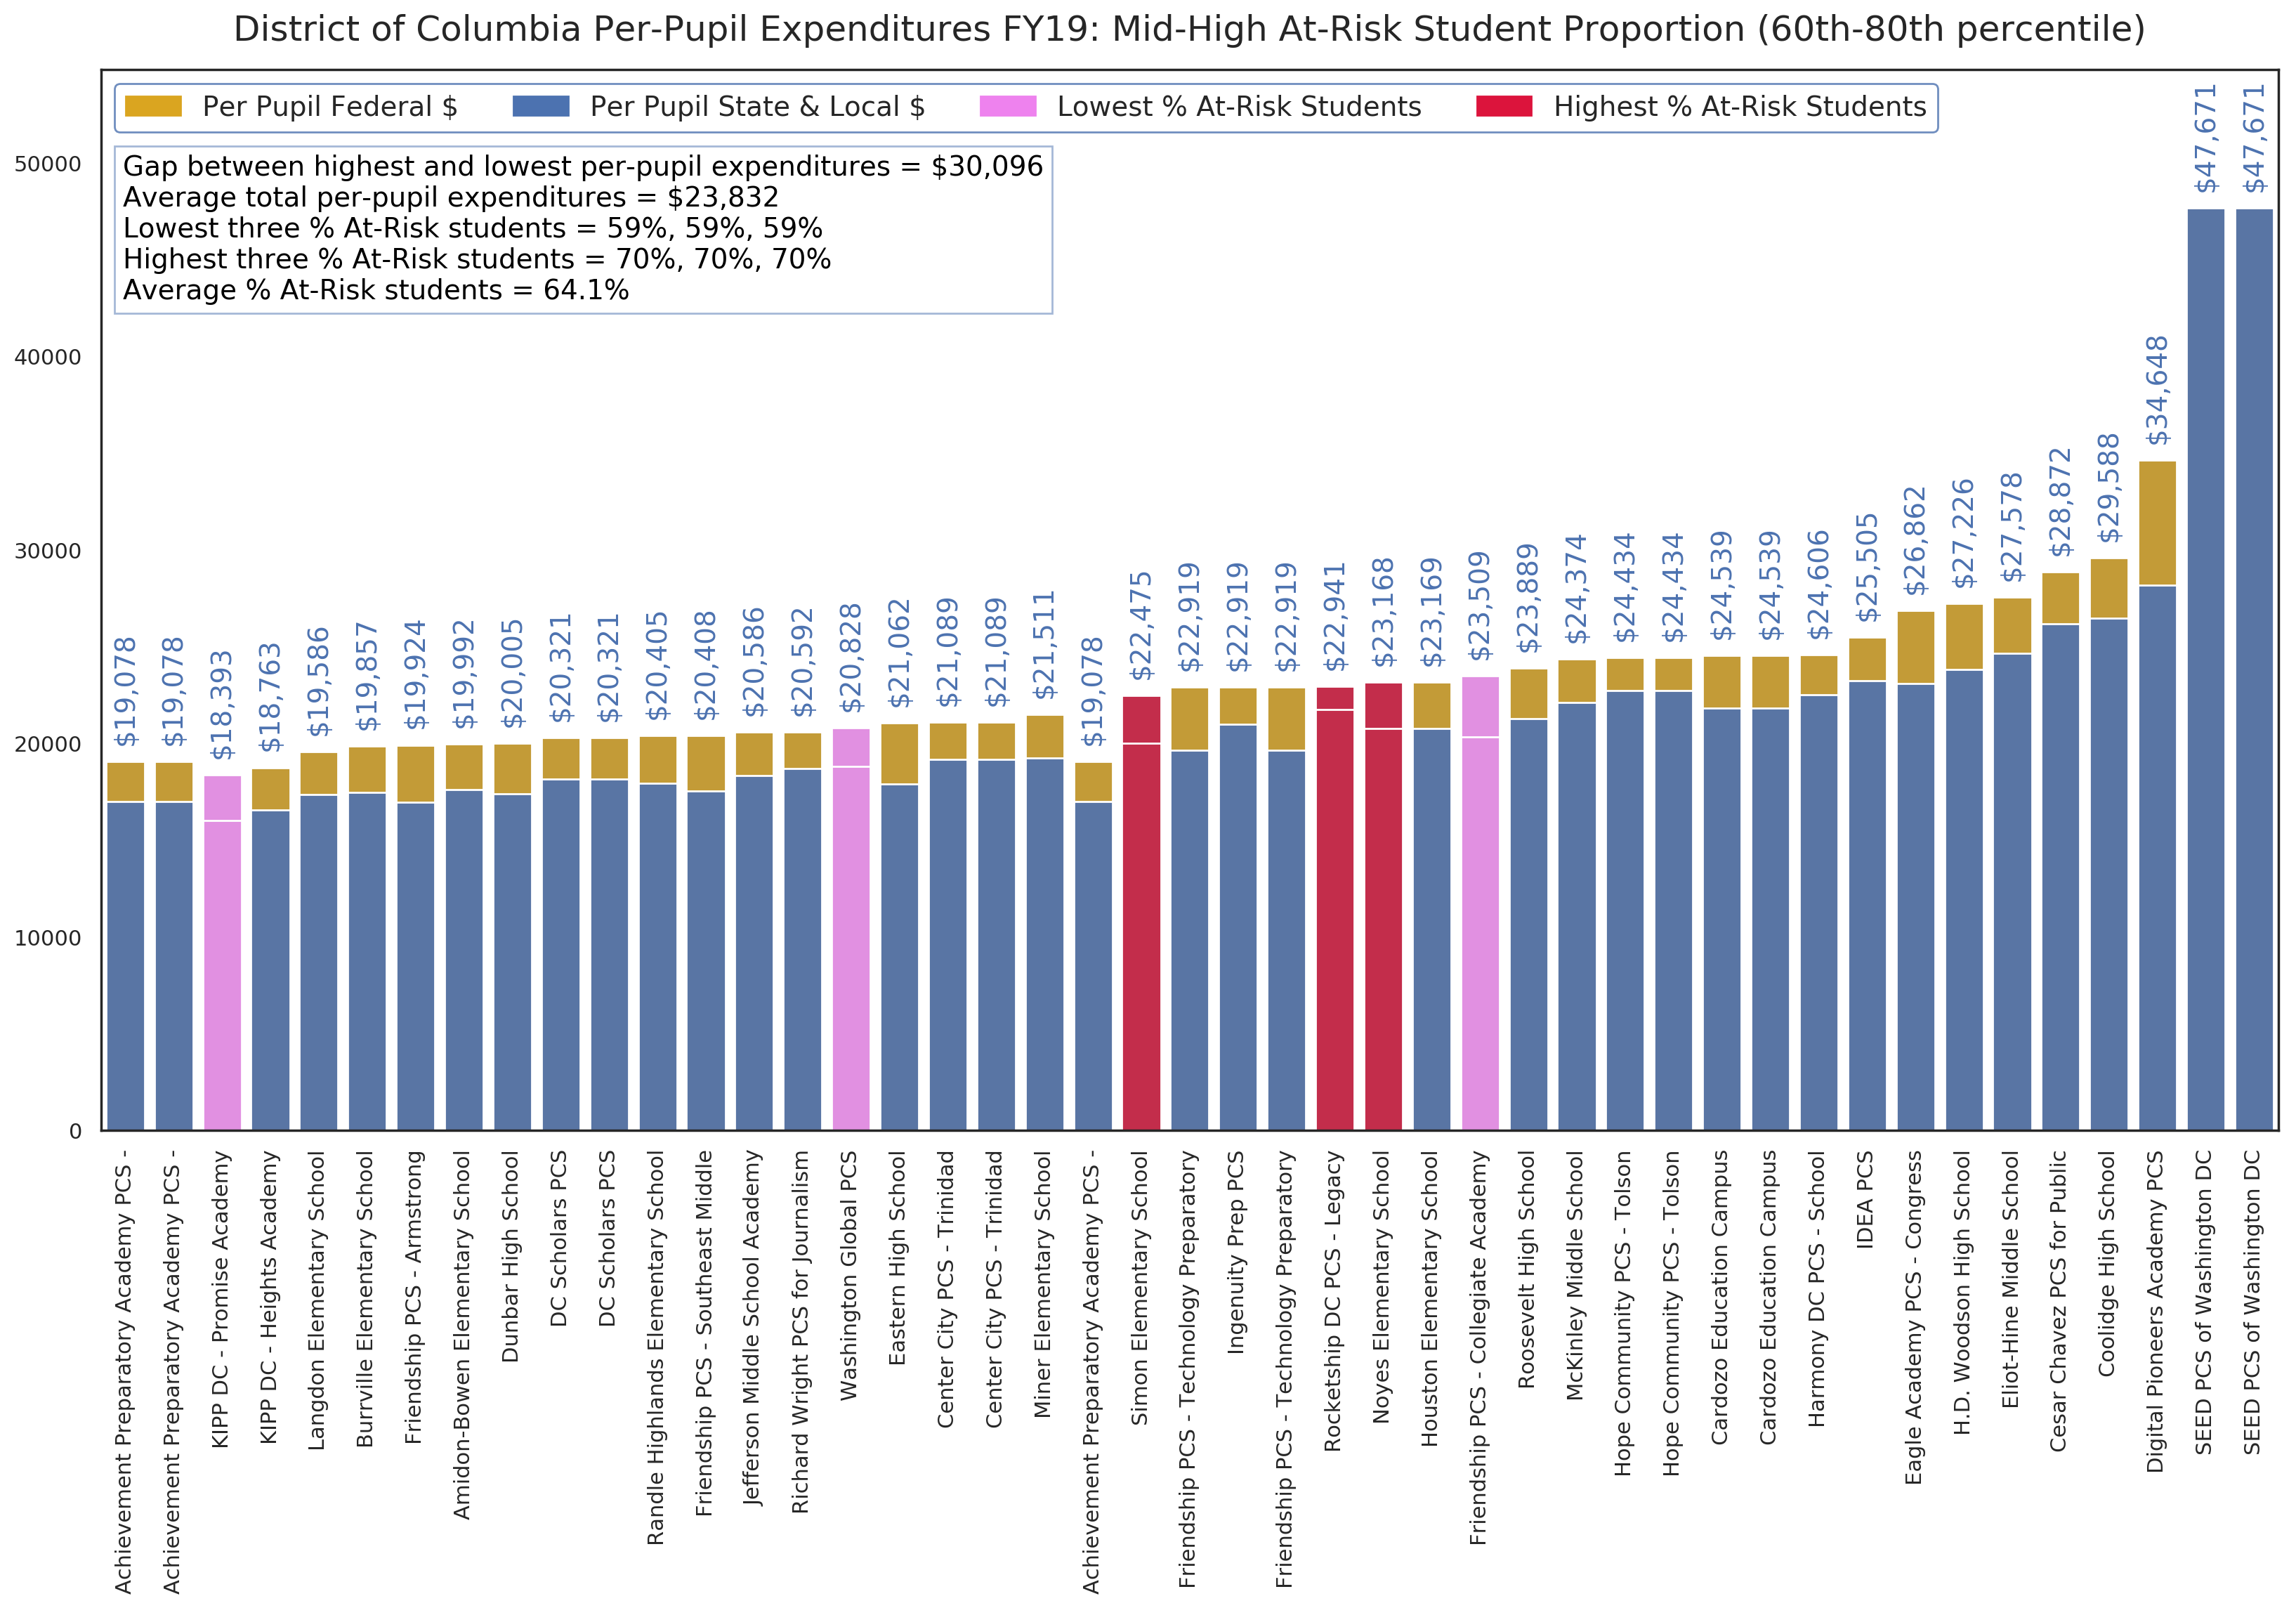 District of Columbia Per-Pupil Expenditures FY19: Mid-High At-Risk Student Proportion (60th-80th percentile)
Per Pupil Federal $
Per Pupil State & Local $
Lowest % At-Risk Students
Highest % At-Risk Students
Gap between highest and lowest per-pupil expenditures = $30,096
Average total per-pupil expenditures = $23,832
Lowest three % At-Risk students = 59%, 59%, 59%
Highest three % At-Risk students = 70%, 70%, 70%
Average % At-Risk students = 64.1%
50000
40000
30000
20000
10000
0
$19,078
$19,078
$18,393
$18,763
$19,586
$19,857
$19,924
$19,992
$20,005
$20,321
$20,321
$20,405
$20,408
$20,586
$20,592
$20,828
$21,062
$21,089
$21,089
$21,511
$19,078
$22,475
$22,919
$22,919
$22,919
$22,941
$23,168
$23,169
$23,509
$23,889
$24,374
$24,434
$24,434
$24,539
$24,539
$24,606
$25,505
$26,862
$27,226
$27,578
$28,872
$29,588
$34,648
$47,671
$47,671
Achievement Preparatory Academy PCS -
Achievement Preparatory Academy PCS -
KIPP DC - Promise Academy
KIPP DC - Heights Academy
Langdon Elementary School
Burrville Elementary School
Friendship PCS - Armstrong
Amidon-Bowen Elementary School
Dunbar High School
DC Scholars PCS
DC Scholars PCS
Randle Highlands Elementary School
Friendship PCS - Southeast Middle
Jefferson Middle School Academy
Richard Wright PCS for Journalism
Washington Global PCS
Eastern High School
Center City PCS - Trinidad
Center City PCS - Trinidad
Miner Elementary School
Achievement Preparatory Academy PCS -
Simon Elementary School
Friendship PCS - Technology Preparatory
Ingenuity Prep PCS
Friendship PCS - Technology Preparatory
Rocketship DC PCS - Legacy
Noyes Elementary School
Houston Elementary School
Friendship PCS - Collegiate Academy
Roosevelt High School
McKinley Middle School
Hope Community PCS - Tolson
Hope Community PCS - Tolson
Cardozo Education Campus
Cardozo Education Campus
Harmony DC PCS - School
IDEA PCS
Eagle Academy PCS - Congress
H.D. Woodson High School
Eliot-Hine Middle School
Cesar Chavez PCS for Public
Coolidge High School
Digital Pioneers Academy PCS
SEED PCS of Washington DC
SEED PCS of Washington DC